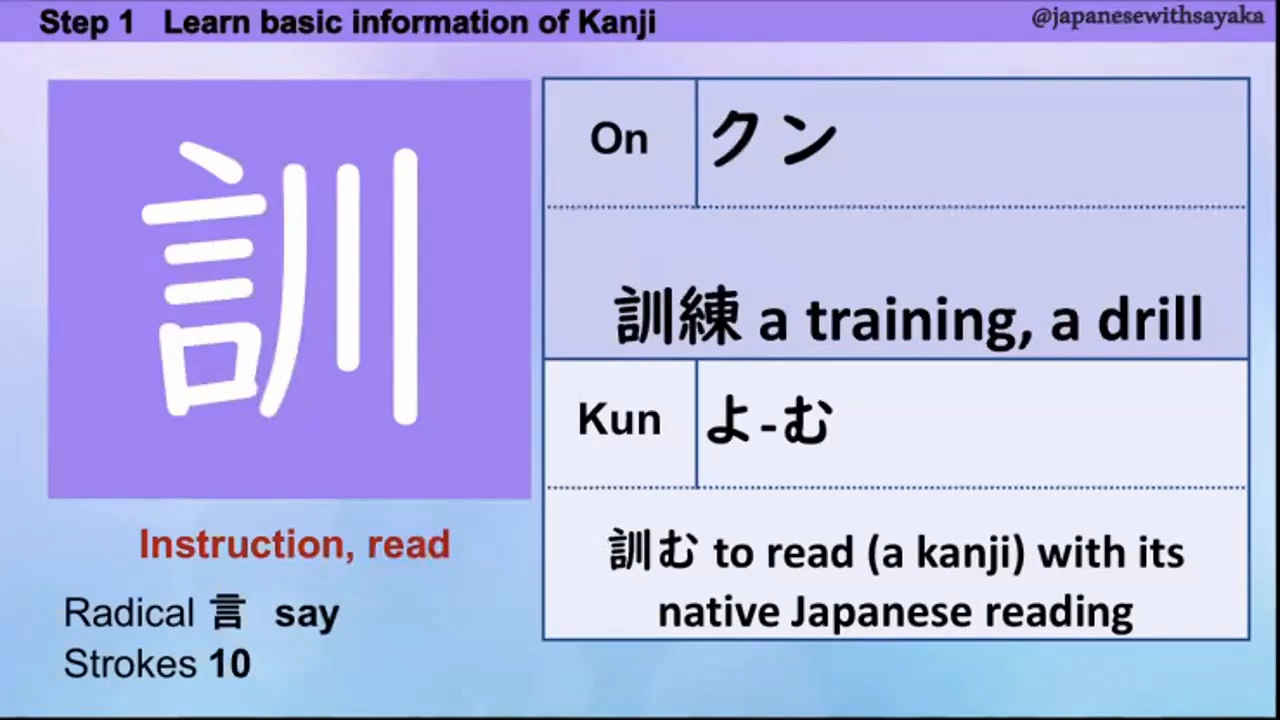 Step 1 Learn basic information of Kanji
@japanesewithsayaka
訓
Instruction, read
Radical 言 say
Strokes 10
On クン
訓練 a training, a drill
Kun よ-む
訓む to read (a kanji) with its
native Japanese reading